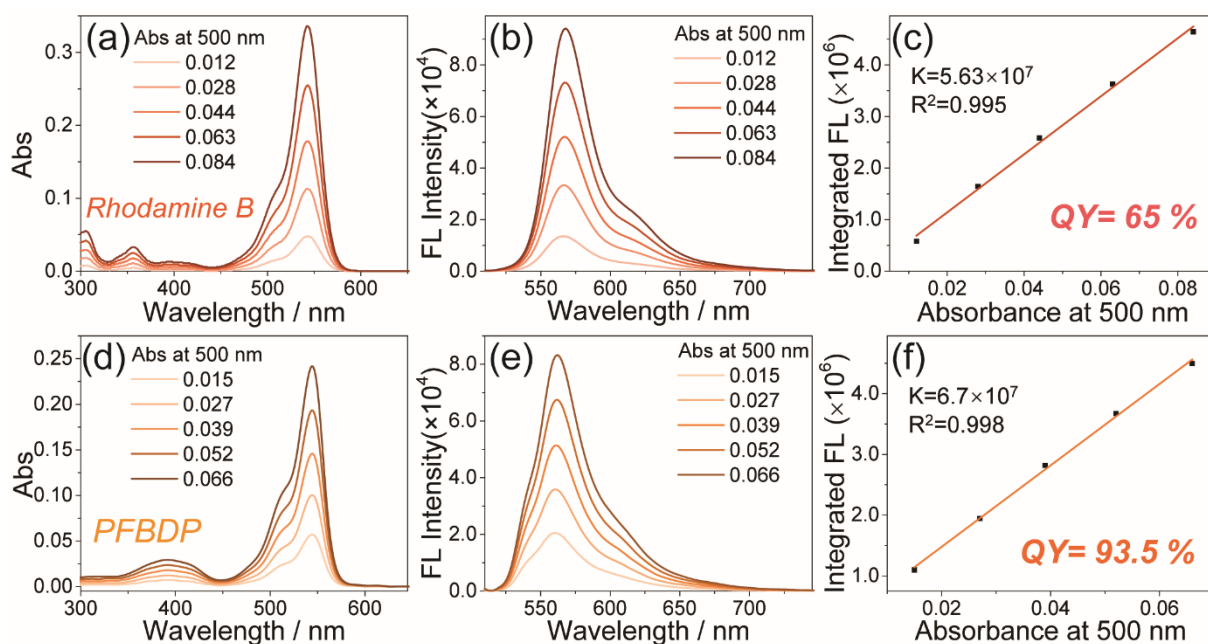 (a)
Abs at 500 nm
0.012
0.028
0.044
0.063
0.084
Rhodamine B
Abs
0.3
0.2
0.1
0.0
300 400 500 600
Wavelength / nm
(b)
Abs at 500 nm
0.012
0.028
0.044
0.063
0.084
FL Intensity(×10⁴)
8.0
6.0
4.0
2.0
0.0
550 600 650 700
Wavelength / nm
(c)
K=5.63×10⁷
R²=0.995
QY= 65 %
Integrated FL (×10⁶)
4.0
3.0
2.0
1.0
0.02 0.04 0.06 0.08
Absorbance at 500 nm
(d)
Abs at 500 nm
0.015
0.027
0.039
0.052
0.066
PFBDP
Abs
0.25
0.20
0.15
0.10
0.05
0.00
300 400 500 600
Wavelength / nm
(e)
Abs at 500 nm
0.015
0.027
0.039
0.052
0.066
FL Intensity(×10⁴)
8.0
6.0
4.0
2.0
0.0
550 600 650 700
Wavelength / nm
(f)
K=6.7×10⁷
R²=0.998
QY= 93.5 %
Integrated FL (×10⁶)
4.0
3.0
2.0
1.0
0.02 0.04 0.06
Absorbance at 500 nm